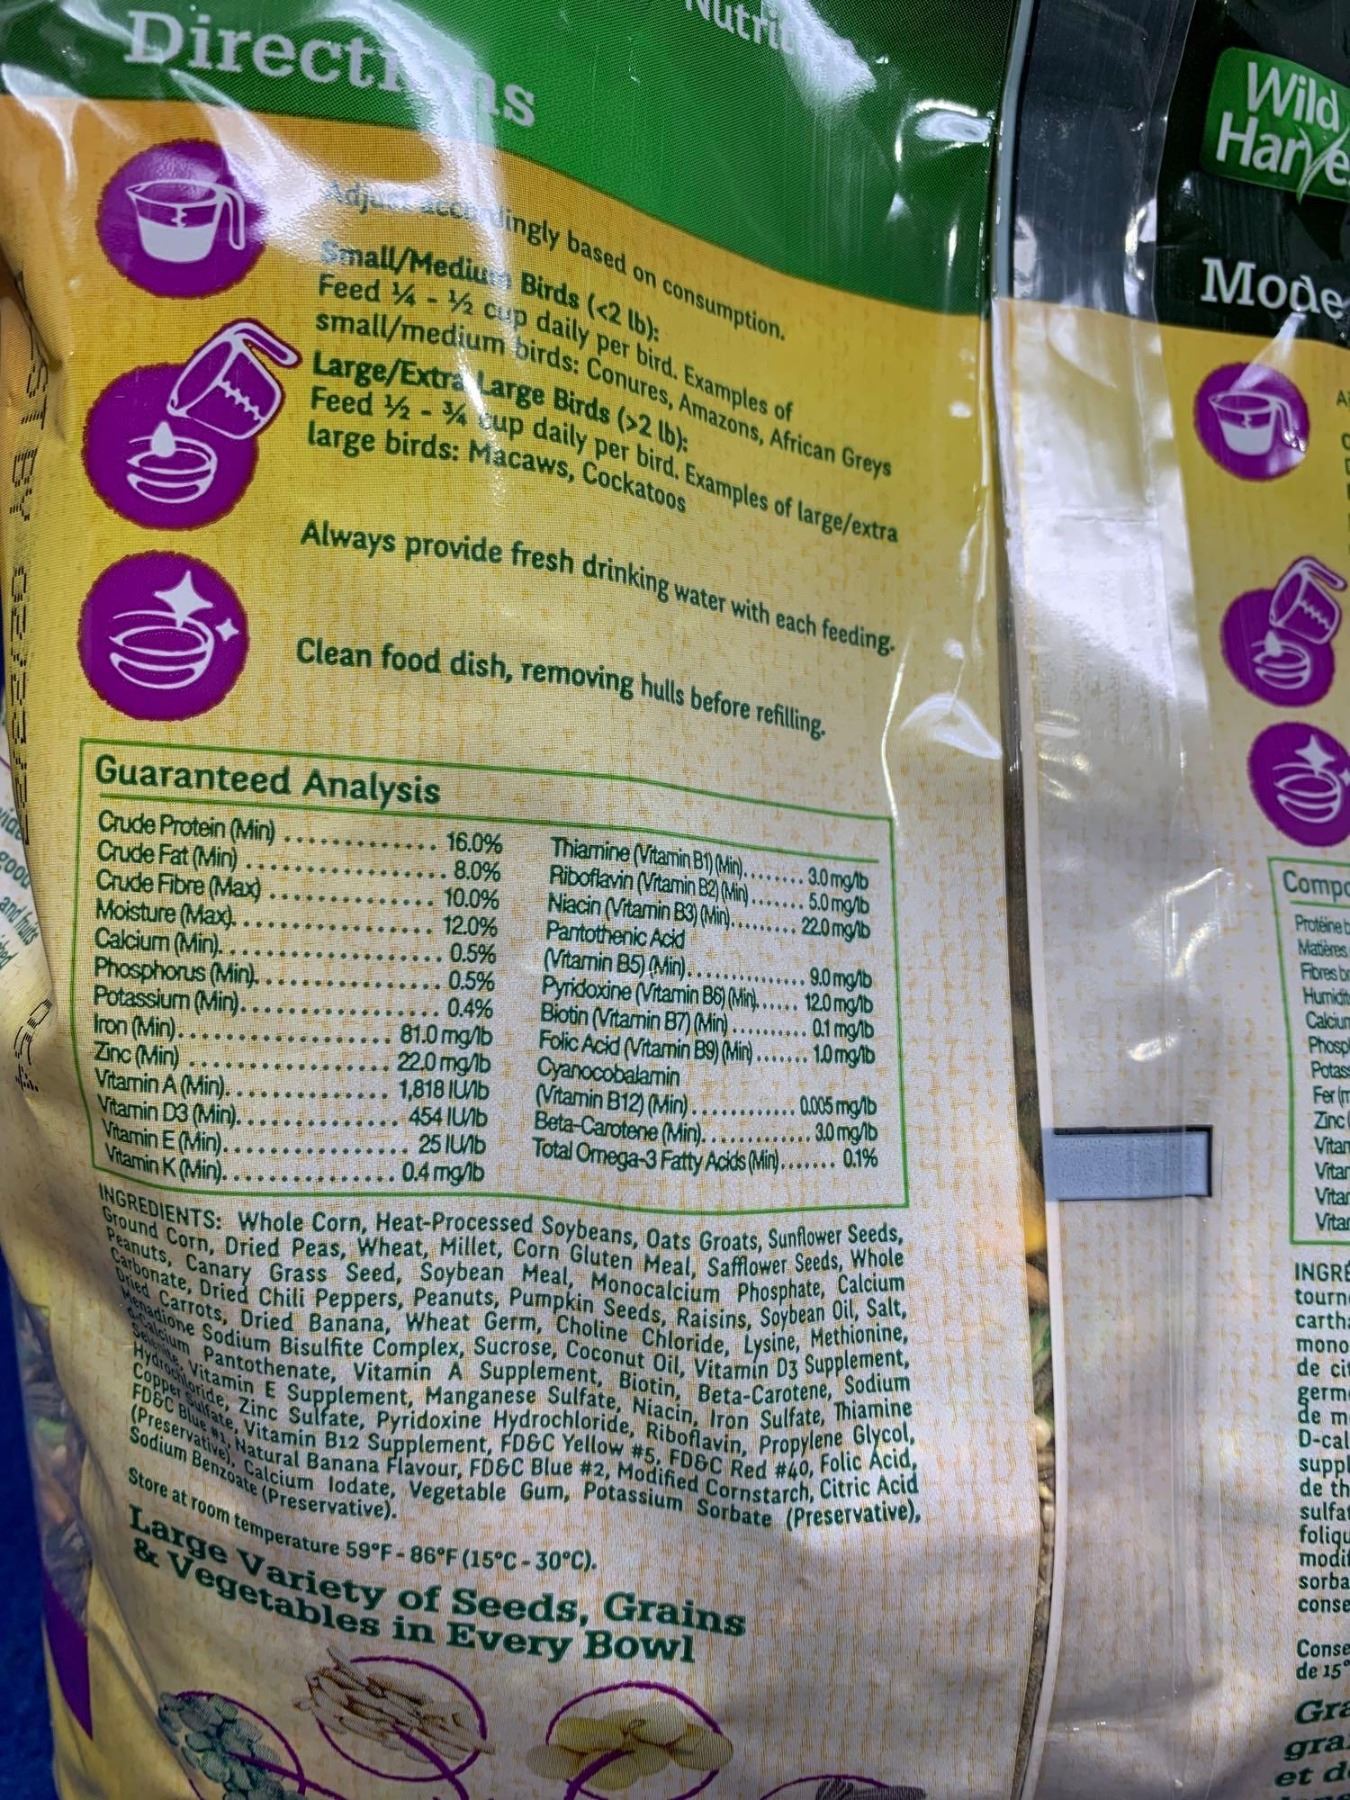 Directions
Adjust accordingly based on consumption.
Small/Medium Birds (<2 lb):
Feed ¼ - ½ cup daily per bird. Examples of
small/medium birds: Conures, Amazons, African Greys
Large/Extra Large Birds (>2 lb):
Feed ½ - ¾ cup daily per bird. Examples of large/extra
large birds: Macaws, Cockatoos
Always provide fresh drinking water with each feeding.
Clean food dish, removing hulls before refilling.
Guaranteed Analysis
Crude Protein (Min) .............. 16.0%
Crude Fat (Min) .................. 8.0%
Crude Fibre (Max) ................ 10.0%
Moisture (Max)................... 12.0%
Calcium (Min).................... 0.5%
Phosphorus (Min)................. 0.5%
Potassium (Min).................. 0.4%
Iron (Min)................... 81.0 mg/lb
Zinc (Min) .................. 22.0 mg/lb
Vitamin A (Min)............... 1,818 IU/lb
Vitamin D3 (Min)............... 454 IU/lb
Vitamin E (Min)................ 25 IU/lb
Vitamin K (Min)............... 0.4 mg/lb
Thiamine (Vitamin B1) (Min)........ 3.0 mg/lb
Riboflavin (Vitamin B2) (Min)....... 5.0 mg/lb
Niacin (Vitamin B3) (Min)......... 22.0 mg/lb
Pantothenic Acid
(Vitamin B5) (Min)............. 9.0 mg/lb
Pyridoxine (Vitamin B6) (Min)...... 12.0 mg/lb
Biotin (Vitamin B7) (Min) .......... 0.1 mg/lb
Folic Acid (Vitamin B9) (Min) ....... 1.0 mg/lb
Cyanocobalamin
(Vitamin B12) (Min)............ 0.005 mg/lb
Beta-Carotene (Min)............. 3.0 mg/lb
Total Omega-3 Fatty Acids (Min)....... 0.1%
INGREDIENTS: Whole Corn, Heat-Processed Soybeans, Oats Groats, Sunflower Seeds,
Ground Corn, Dried Peas, Wheat, Millet, Corn Gluten Meal, Safflower Seeds, Whole
Peanuts, Canary Grass Seed, Soybean Meal, Monocalcium Phosphate, Calcium
Carbonate, Dried Chili Peppers, Peanuts, Pumpkin Seeds, Raisins, Soybean Oil, Salt,
Dried Carrots, Dried Banana, Wheat Germ, Choline Chloride, Lysine, Methionine,
Menadione Sodium Bisulfite Complex, Sucrose, Coconut Oil, Vitamin D3 Supplement,
d-Calcium Pantothenate, Vitamin A Supplement, Biotin, Beta-Carotene, Sodium
Selenite, Vitamin E Supplement, Manganese Sulfate, Niacin, Iron Sulfate, Thiamine
Hydrochloride, Zinc Sulfate, Pyridoxine Hydrochloride, Riboflavin, Propylene Glycol,
Copper Sulfate, Vitamin B12 Supplement, FD&C Yellow #5, FD&C Red #40, Folic Acid,
FD&C Blue #1, Natural Banana Flavour, FD&C Blue #2, Modified Cornstarch, Citric Acid
(Preservative), Calcium Iodate, Vegetable Gum, Potassium Sorbate (Preservative),
Sodium Benzoate (Preservative).
Store at room temperature 59°F - 86°F (15°C - 30°C).
Large Variety of Seeds, Grains
& Vegetables in Every Bowl
Wild
Harve
Mode
Compo
Protéine b
Matières
Fibres br
Humidit
Calcium
Phosph
Potass
Fer (m
Zinc (
Vitam
Vitar
Vitar
Vitar
INGRÉ
tourn
cartha
mono
de cit
germe
de m
D-cal
suppl
de th
sulfat
foliqu
modif
sorba
conse
Conse
de 15°
Gra
gra
et d